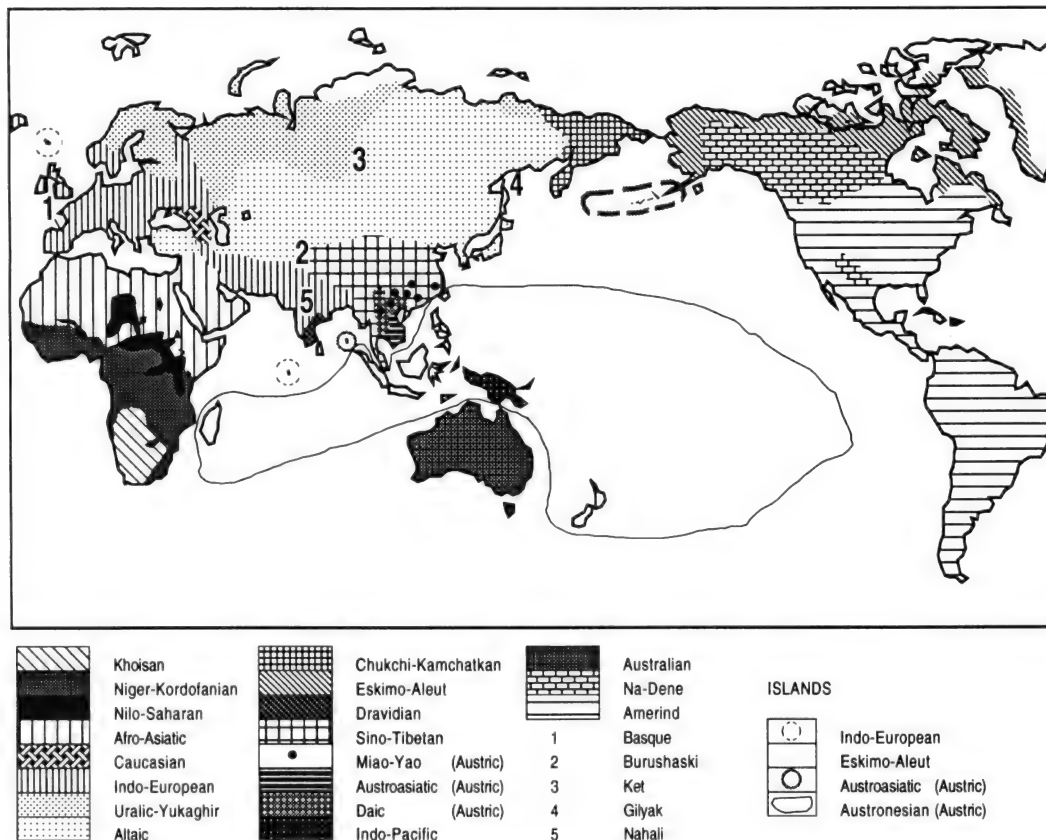 1
2
3
4
5
Khoisan
Niger-Kordofanian
Nilo-Saharan
Afro-Asiatic
Caucasian
Indo-European
Uralic-Yukaghir
Altaic
Chukchi-Kamchatkan
Eskimo-Aleut
Dravidian
Sino-Tibetan
Miao-Yao (Austric)
Austroasiatic (Austric)
Daic (Austric)
Indo-Pacific
Australian
Na-Dene
Amerind
1 Basque
2 Burushaski
3 Ket
4 Gilyak
5 Nahali
ISLANDS
Indo-European
Eskimo-Aleut
Austroasiatic (Austric)
Austronesian (Austric)